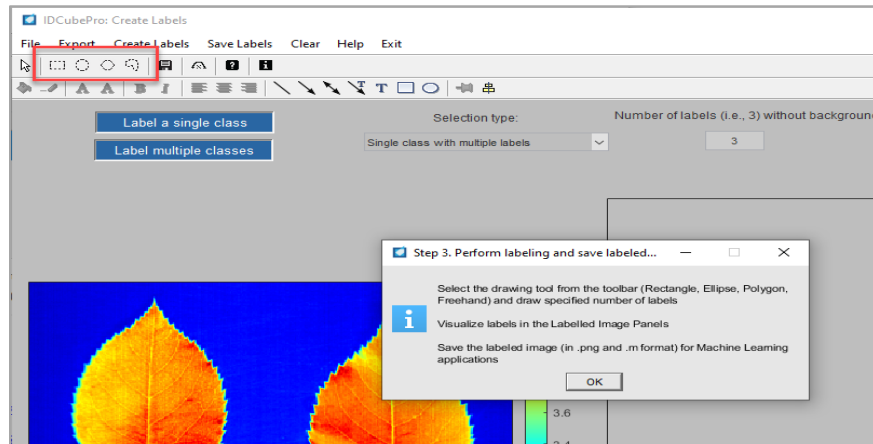 IDCubePro: Create Labels
File Export Create Labels Save Labels Clear Help Exit
A A B I T
Label a single class
Label multiple classes
Selection type:
Single class with multiple labels
Number of labels (i.e., 3) without background
3
Step 3. Perform labeling and save labeled...
Select the drawing tool from the toolbar (Rectangle, Ellipse, Polygon,
Freehand) and draw specified number of labels
Visualize labels in the Labelled Image Panels
Save the labeled image (in .png and .m format) for Machine Learning
applications
OK
3.6